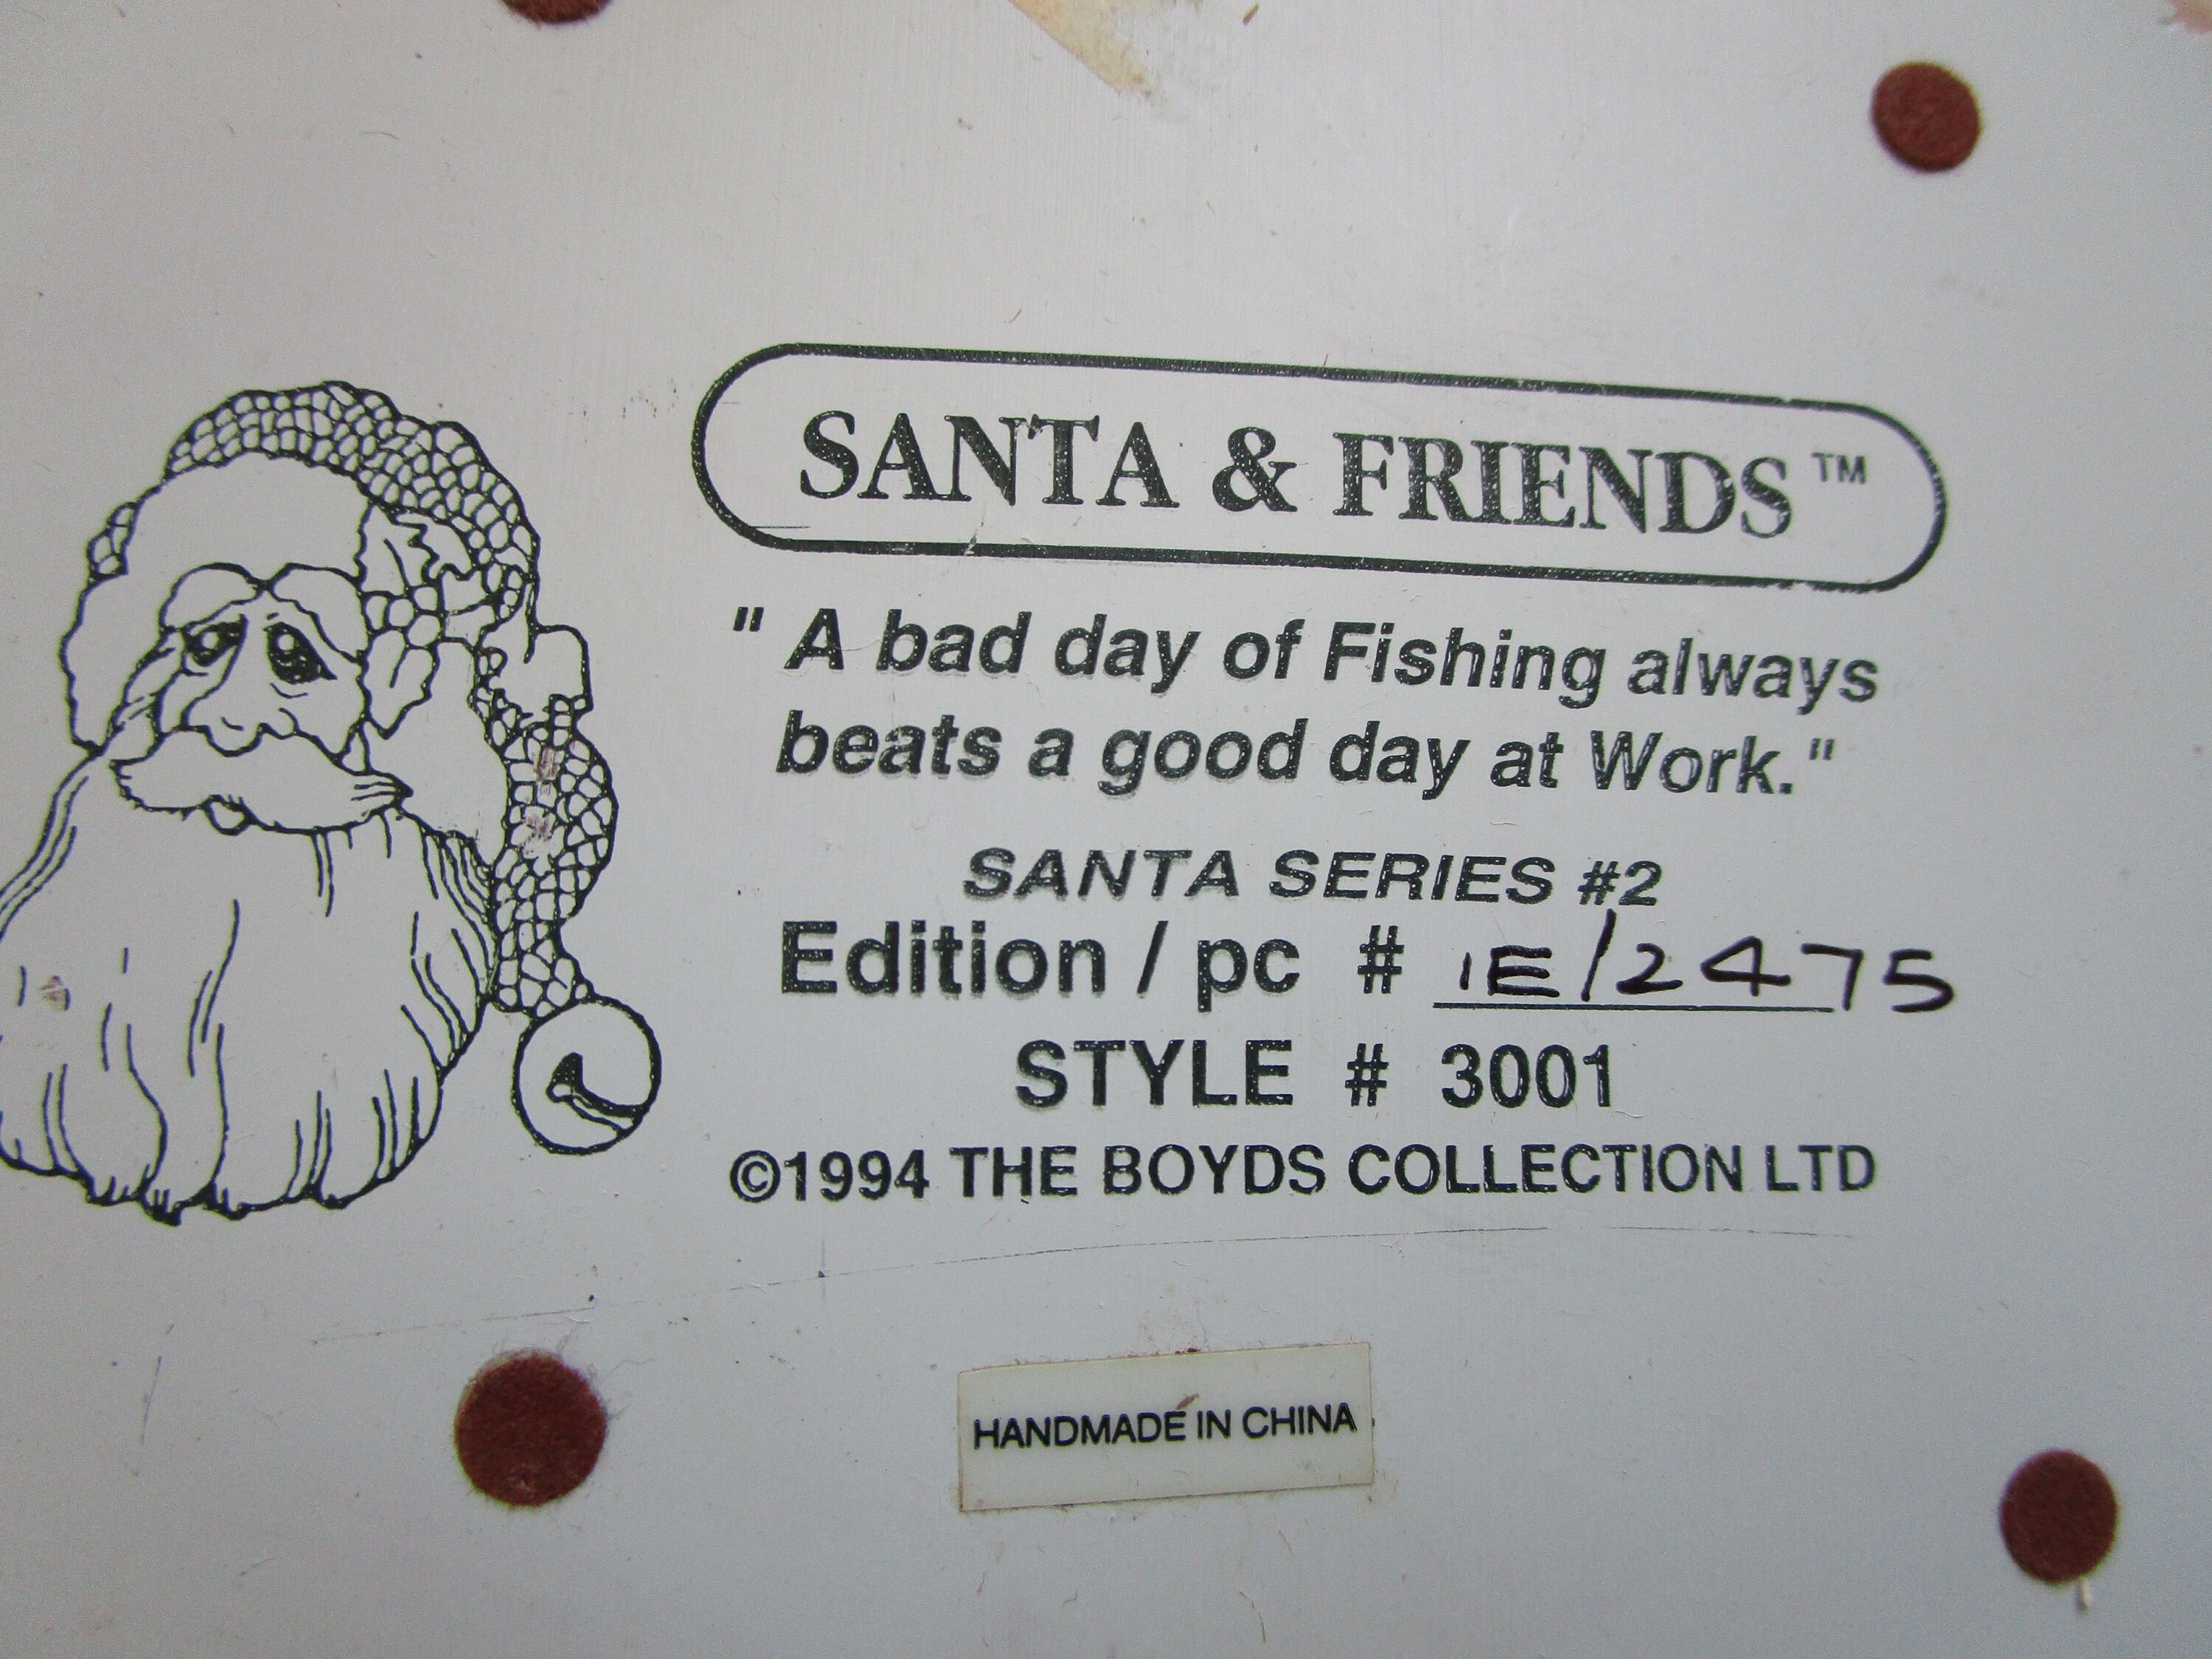 SANTA & FRIENDS™
" A bad day of Fishing always
beats a good day at Work."
SANTA SERIES #2
Edition / pc # 1E/2475
STYLE # 3001
©1994 THE BOYDS COLLECTION LTD
HANDMADE IN CHINA